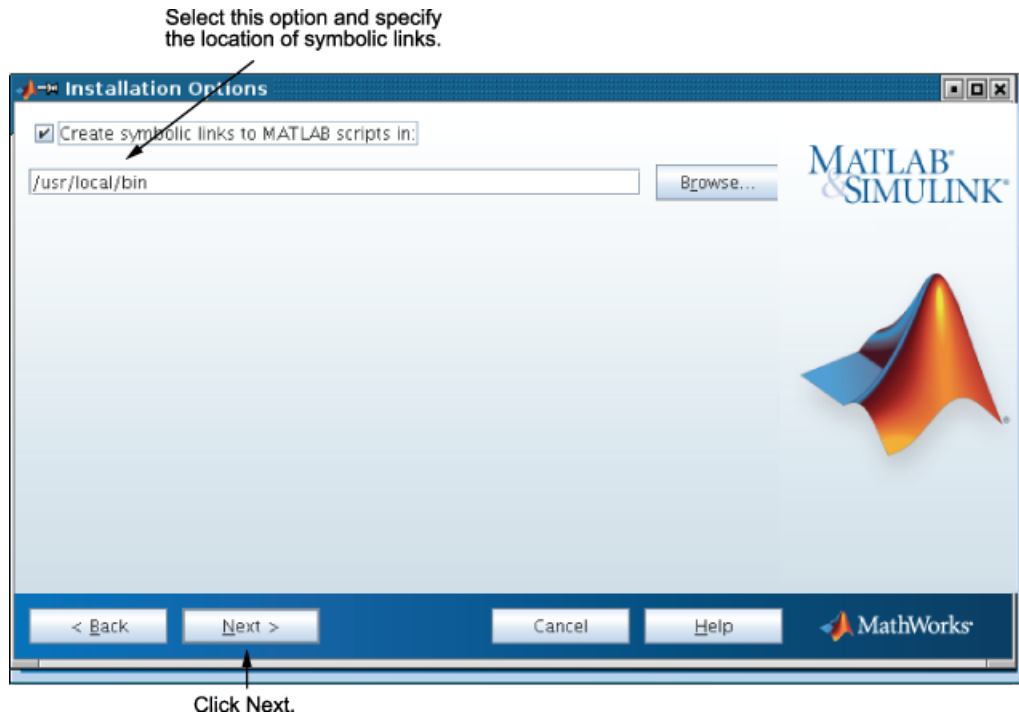 Select this option and specify
the location of symbolic links.
Installation Options
Create symbolic links to MATLAB scripts in:
/usr/local/bin
Browse...
MATLAB®
&SIMULINK®
< Back
Next >
Cancel
Help
MathWorks®
Click Next.